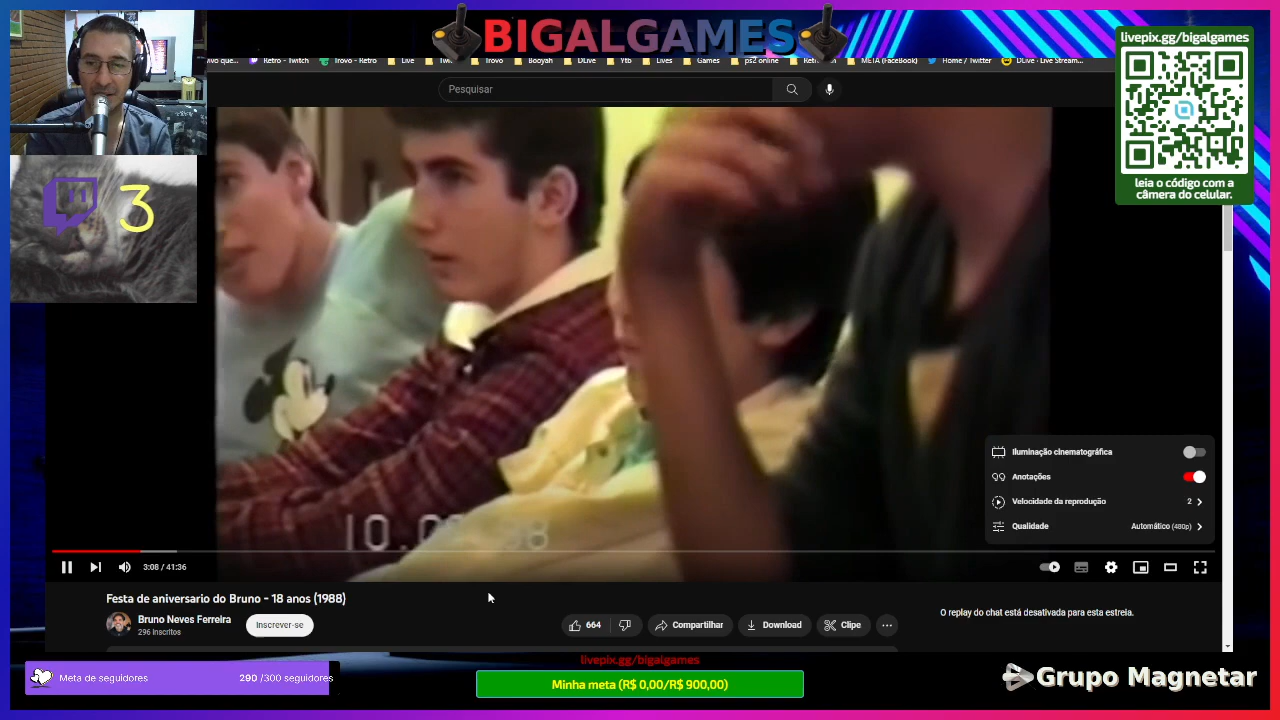 BIGALGAMES
livepix.gg/bigalgames
leia o código com a
câmera do celular.
Retro - Twitch
Trovo - Retro
Live
Trovo
Booyah
DLive
Ytb
Lives
Games
ps2 online
META (FaceBook)
Home / Twitter
DLive · Live Stream...
Pesquisar
3
Iluminação cinematográfica
Anotações
Velocidade da reprodução 2
Qualidade Automático (480p)
3:08 / 41:36
Festa de aniversario do Bruno - 18 anos (1988)
Bruno Neves Ferreira
296 inscritos
Inscrever-se
664
Compartilhar
Download
Clipe
O replay do chat está desativada para esta estreia.
livepix.gg/bigalgames
Meta de seguidores 290 /300 seguidores
Minha meta (R$ 0,00/R$ 900,00)
Grupo Magnetar